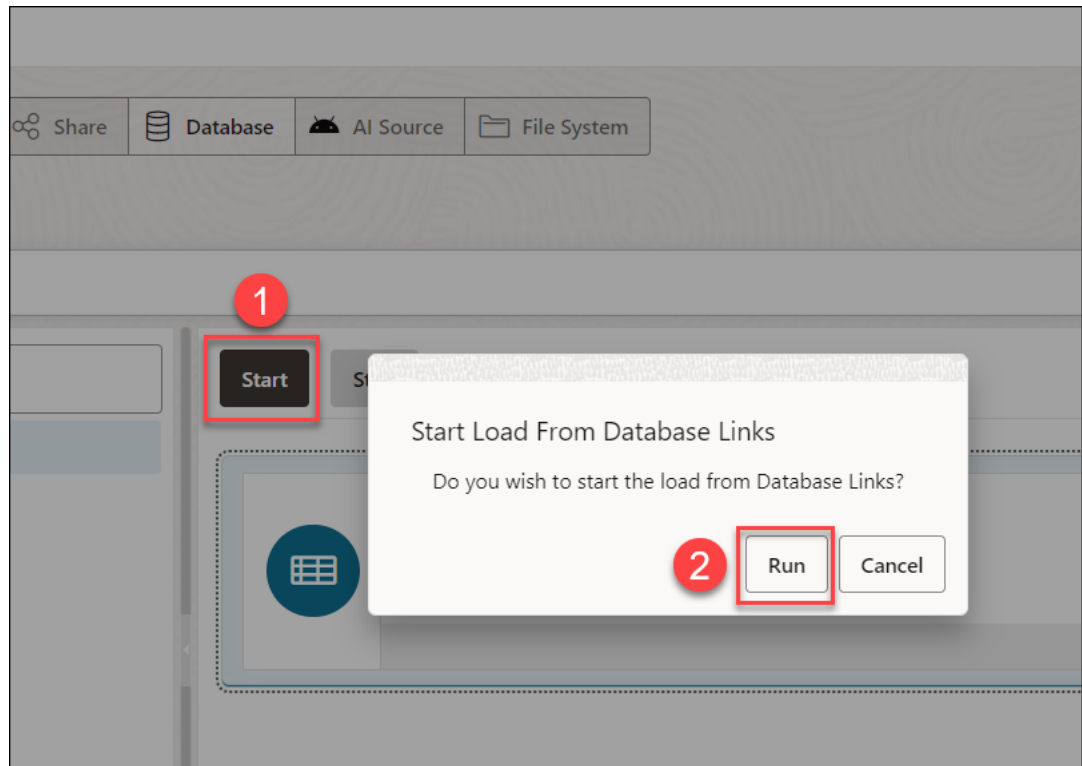 Share Database AI Source File System
1
Start
Start Load From Database Links
Do you wish to start the load from Database Links?
2 Run Cancel